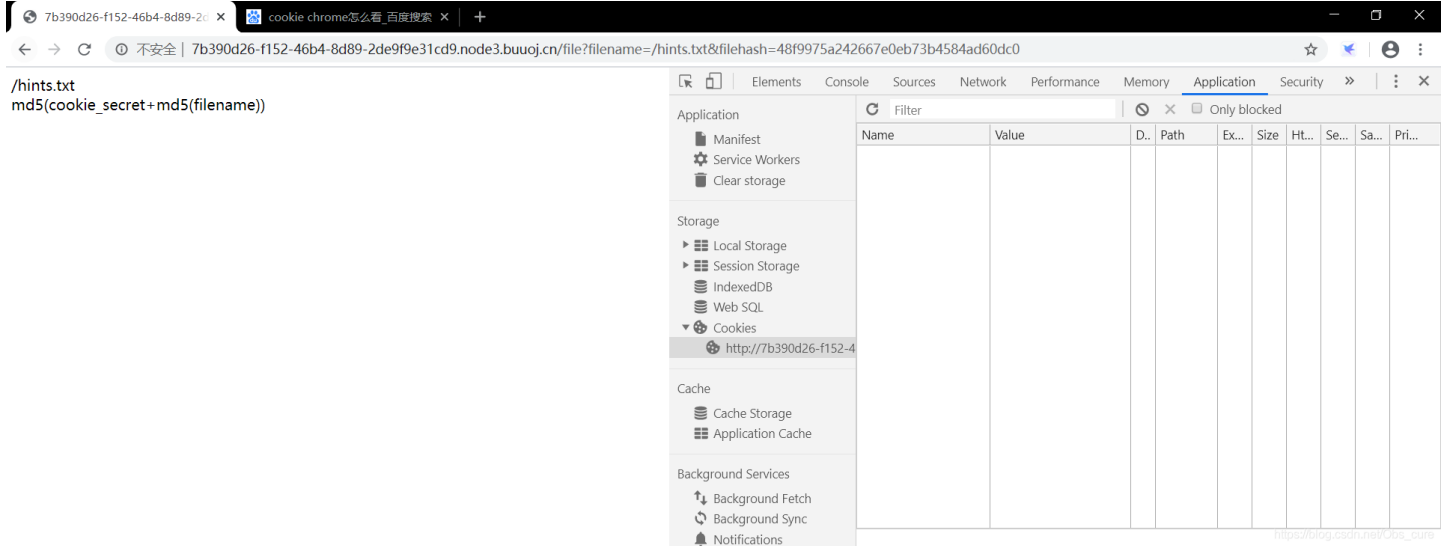 7b390d26-f152-46b4-8d89-2d
cookie chrome怎么看_百度搜索
不安全 | 7b390d26-f152-46b4-8d89-2de9f9e31cd9.node3.buuoj.cn/file?filename=/hints.txt&filehash=48f9975a242667e0eb73b4584ad60dc0
/hints.txt
md5(cookie_secret+md5(filename))
Elements Console Sources Network Performance Memory Application Security »
Application
Manifest
Service Workers
Clear storage
Storage
Local Storage
Session Storage
IndexedDB
Web SQL
Cookies
http://7b390d26-f152-4
Cache
Cache Storage
Application Cache
Background Services
Background Fetch
Background Sync
Notifications
Filter
Only blocked
Name Value D.. Path Ex... Size Ht... Se... Sa... Pri...
https://blog.csdn.net/Obs_cure